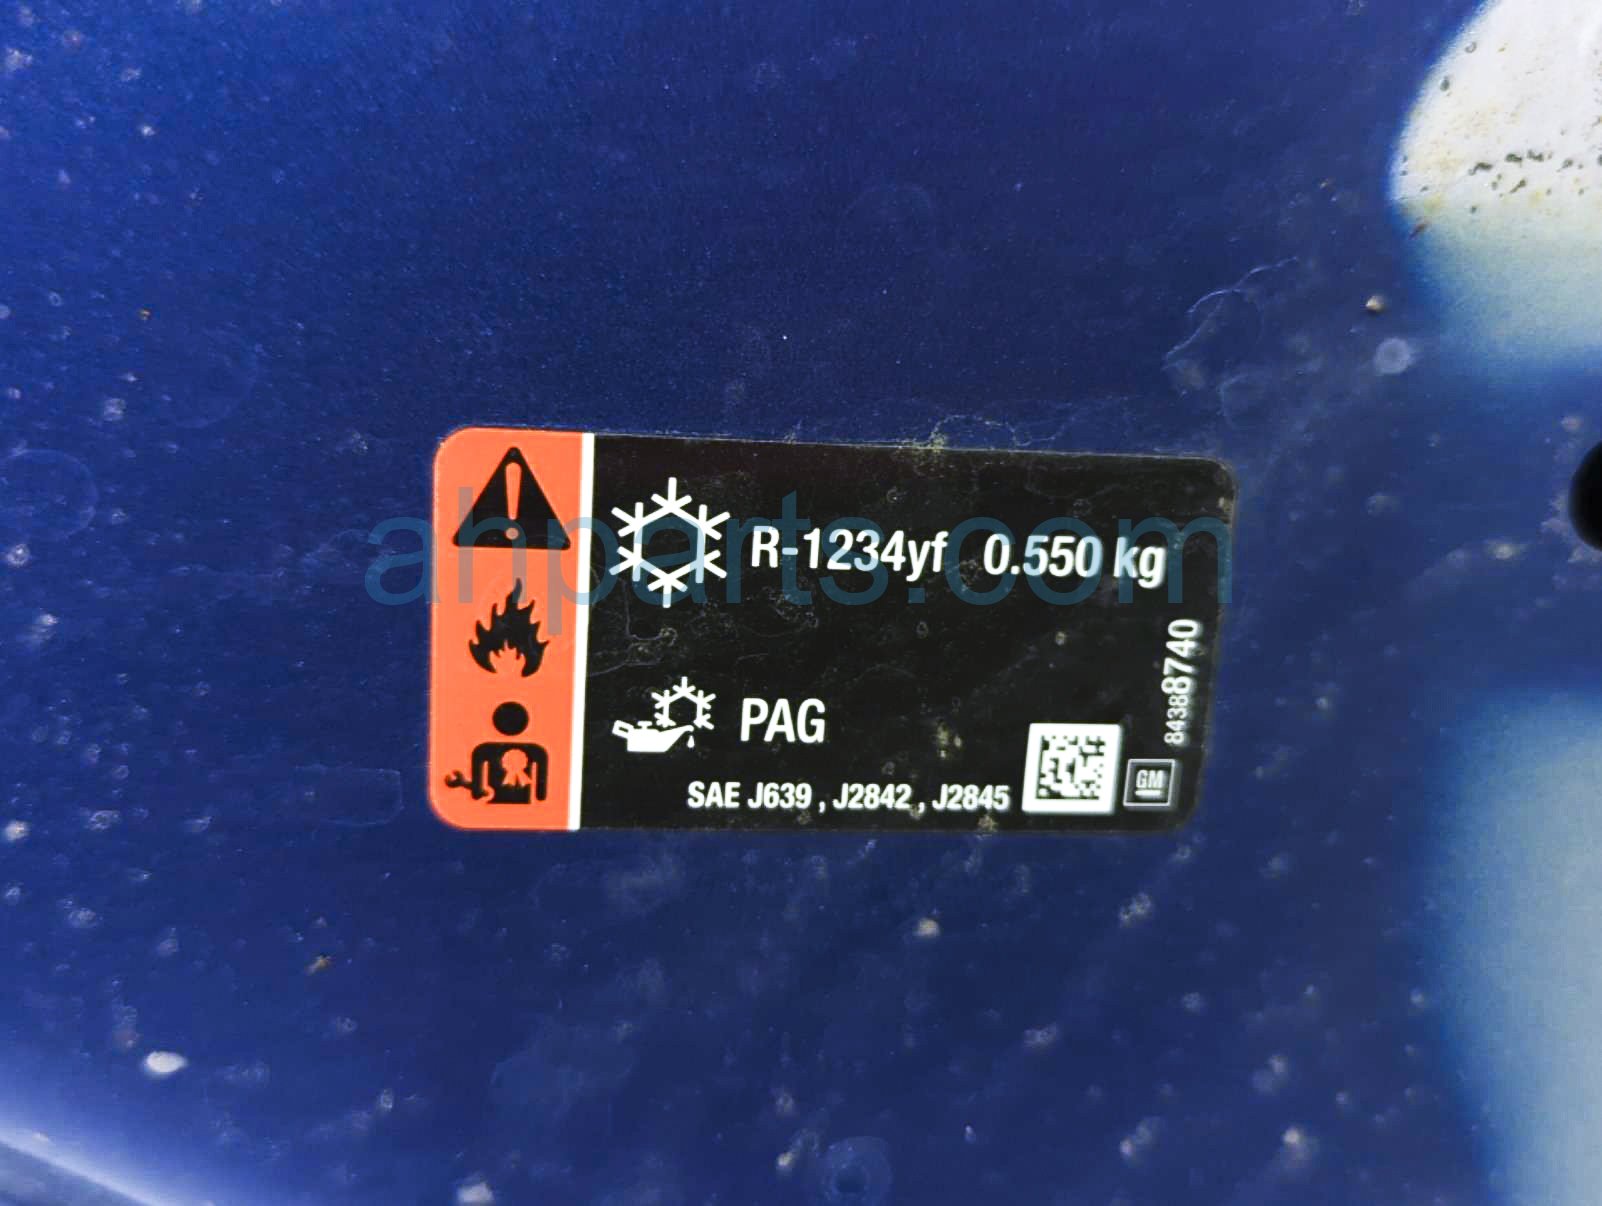 R-1234yf 0.550 kg
PAG
SAE J639 , J2842 , J2845
84388740
GM
ahparts.com